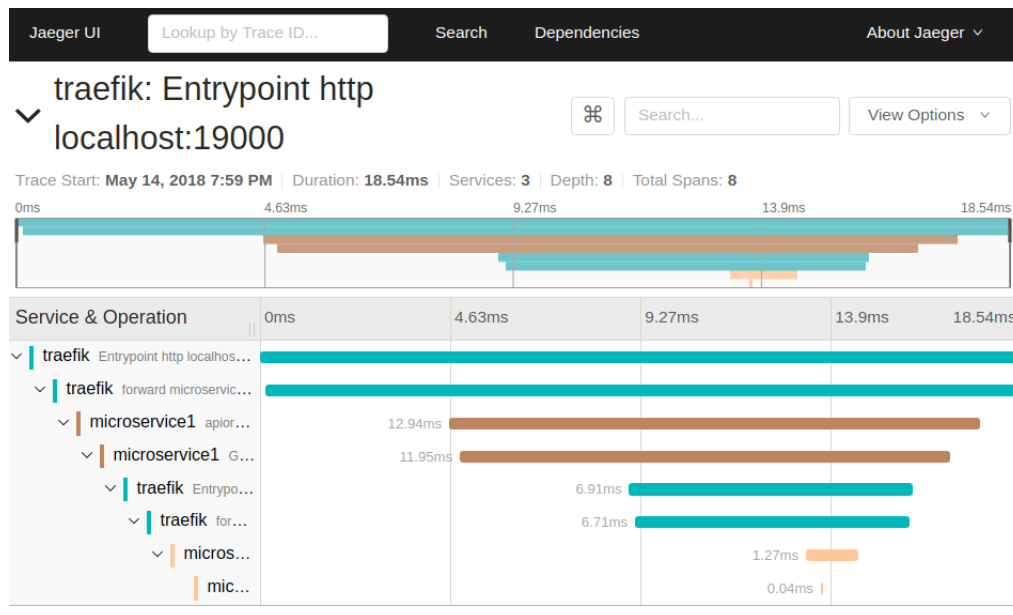 Jaeger UI Lookup by Trace ID... Search Dependencies About Jaeger
traefik: Entrypoint http
localhost:19000
⌘ Search... View Options
Trace Start: May 14, 2018 7:59 PM Duration: 18.54ms Services: 3 Depth: 8 Total Spans: 8
0ms 4.63ms 9.27ms 13.9ms 18.54ms
Service & Operation 0ms 4.63ms 9.27ms 13.9ms 18.54ms
traefik Entrypoint http localhos...
traefik forward microservic...
microservice1 apior... 12.94ms
microservice1 G... 11.95ms
traefik Entrypo... 6.91ms
traefik for... 6.71ms
micros... 1.27ms
mic... 0.04ms